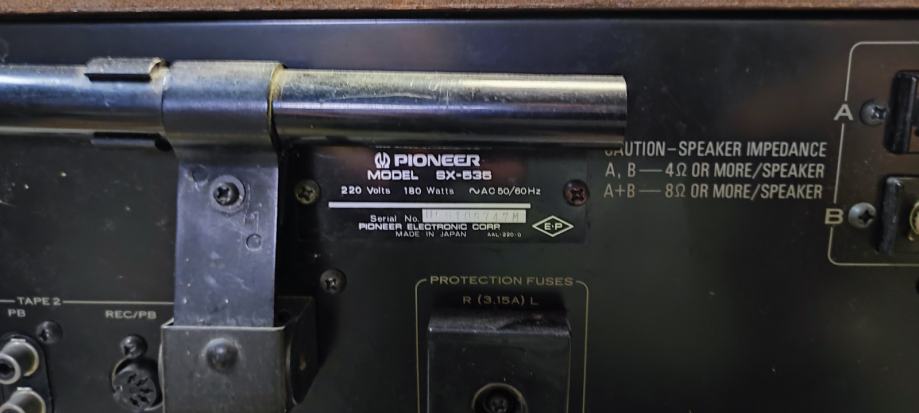 PIONEER
MODEL SX-535
220 Volts 180 Watts ~AC 50/60Hz
Serial No.
PIONEER ELECTRONIC CORP.
MADE IN JAPAN
E·P
CAUTION–SPEAKER IMPEDANCE
A, B — 4Ω OR MORE/SPEAKER
A+B — 8Ω OR MORE/SPEAKER
A
B
PROTECTION FUSES
R (3.15A) L
TAPE 2
PB
REC/PB